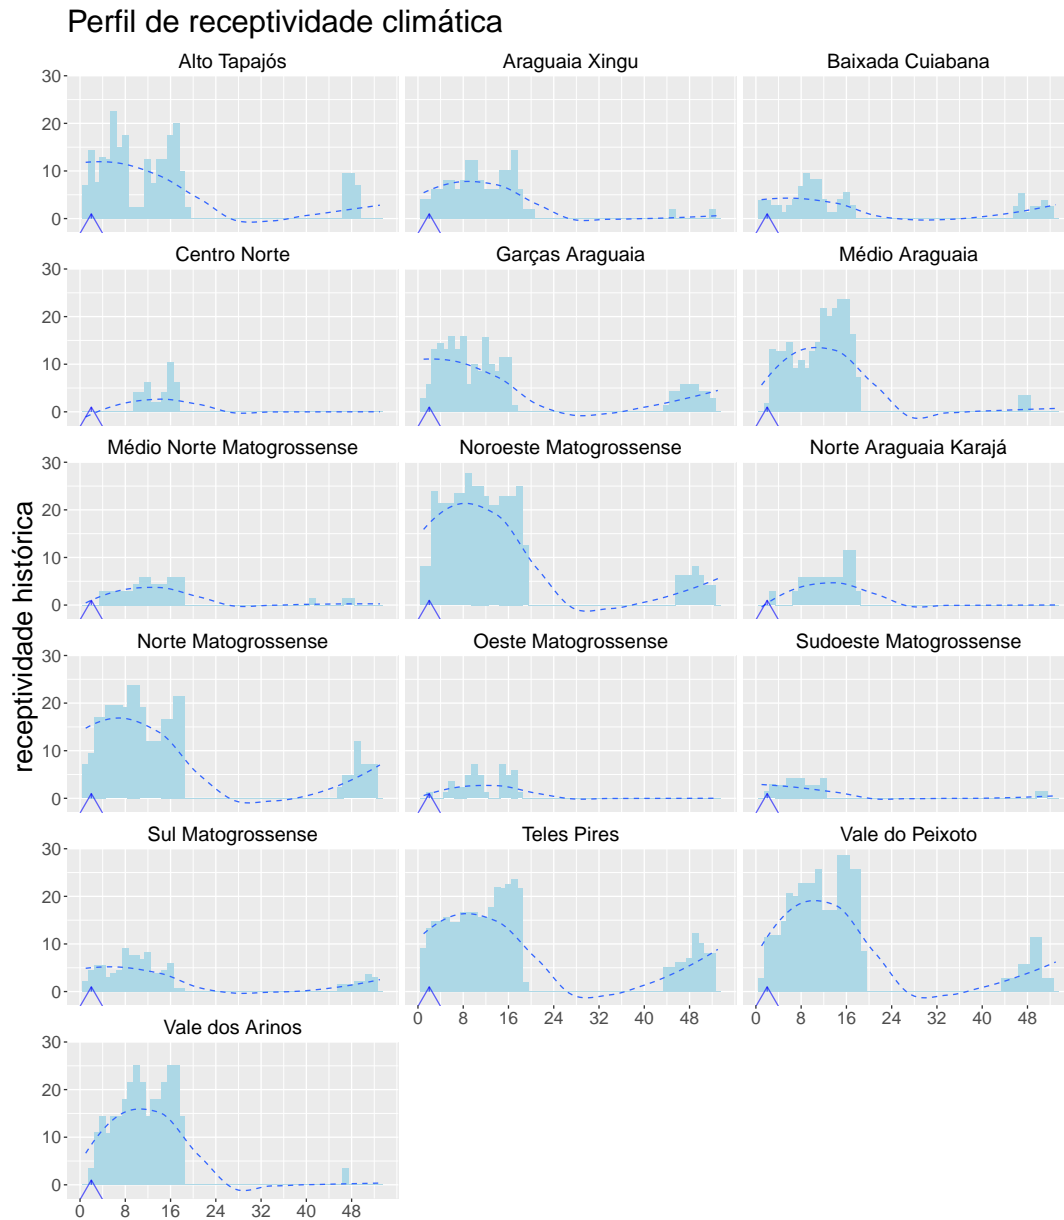 Perfil de receptividade climática
Alto Tapajós Araguaia Xingu Baixada Cuiabana
30
20
10
0
Centro Norte Garças Araguaia Médio Araguaia
30
20
10
0
Médio Norte Matogrossense Noroeste Matogrossense Norte Araguaia Karajá
30
20
10
0
receptividade histórica
Norte Matogrossense Oeste Matogrossense Sudoeste Matogrossense
30
20
10
0
Sul Matogrossense Teles Pires Vale do Peixoto
30
20
10
0
0 8 16 24 32 40 48 0 8 16 24 32 40 48
Vale dos Arinos
30
20
10
0
0 8 16 24 32 40 48